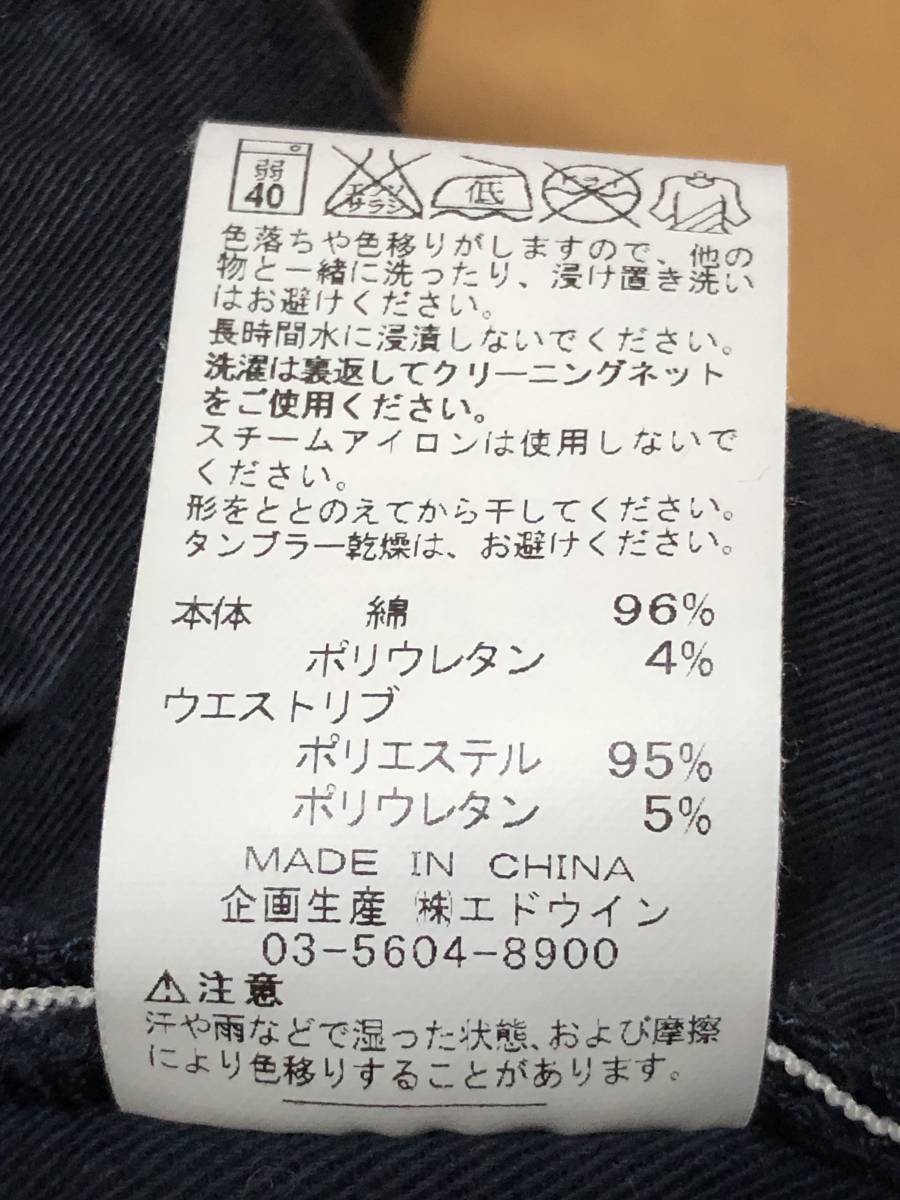 弱
40
エンソ
サラシ
低
ドライ
色落ちや色移りがしますので、他の
物と一緒に洗ったり、浸け置き洗い
はお避けください。
長時間水に浸漬しないでください。
洗濯は裏返してクリーニングネット
をご使用ください。
スチームアイロンは使用しないで
ください。
形をととのえてから干してください。
タンブラー乾燥は、お避けください。
本体 綿 96%
ポリウレタン 4%
ウエストリブ
ポリエステル 95%
ポリウレタン 5%
MADE IN CHINA
企画生産 ㈱エドウイン
03-5604-8900
⚠注意
汗や雨などで湿った状態、および摩擦
により色移りすることがあります。